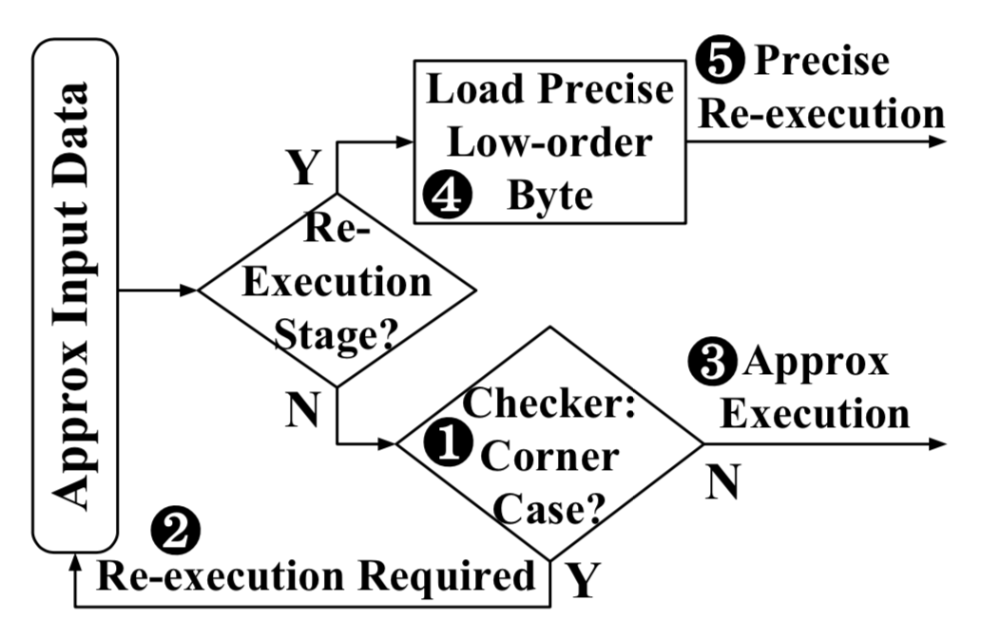 Approx Input Data
Y
Re-
Execution
Stage?
N
Load Precise
Low-order
❹ Byte
❺ Precise
Re-execution
Checker:
❶ Corner
Case?
❸ Approx
Execution
N
❷
Re-execution Required
Y